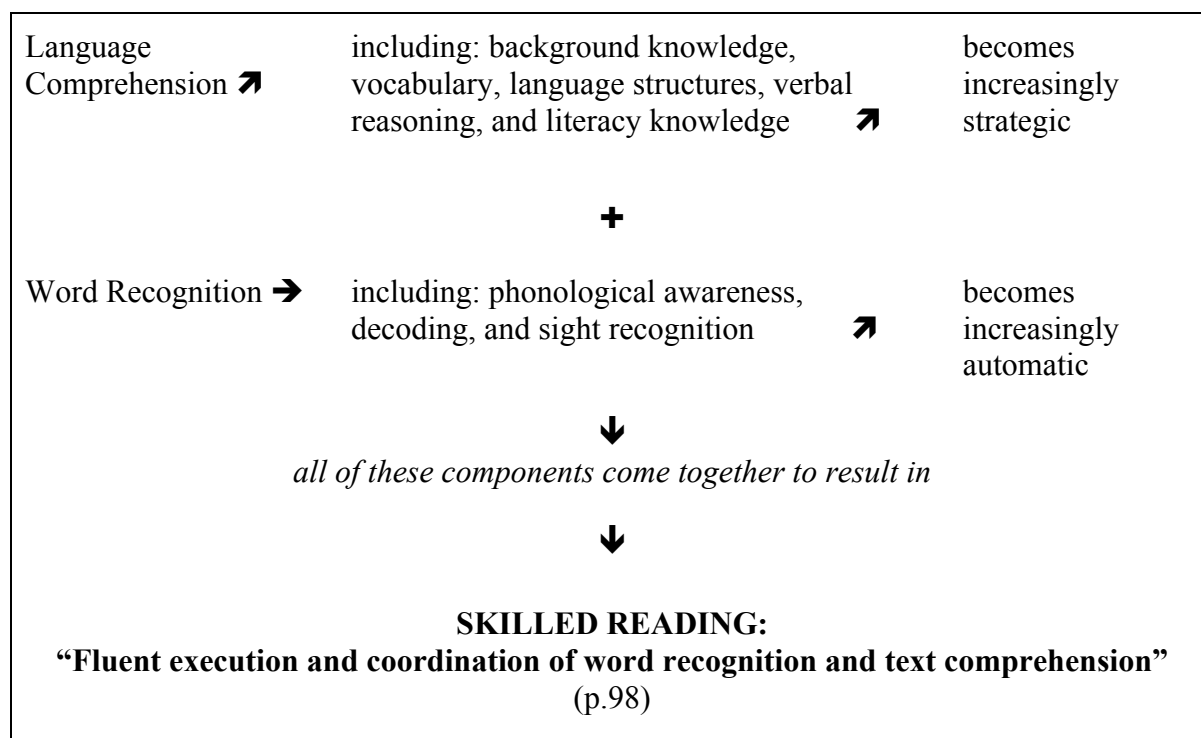 Language including: background knowledge, becomes
Comprehension ↗ vocabulary, language structures, verbal increasingly
reasoning, and literacy knowledge ↗ strategic
+
Word Recognition → including: phonological awareness, becomes
decoding, and sight recognition ↗ increasingly
automatic
↓
all of these components come together to result in
↓
SKILLED READING:
“Fluent execution and coordination of word recognition and text comprehension”
(p.98)